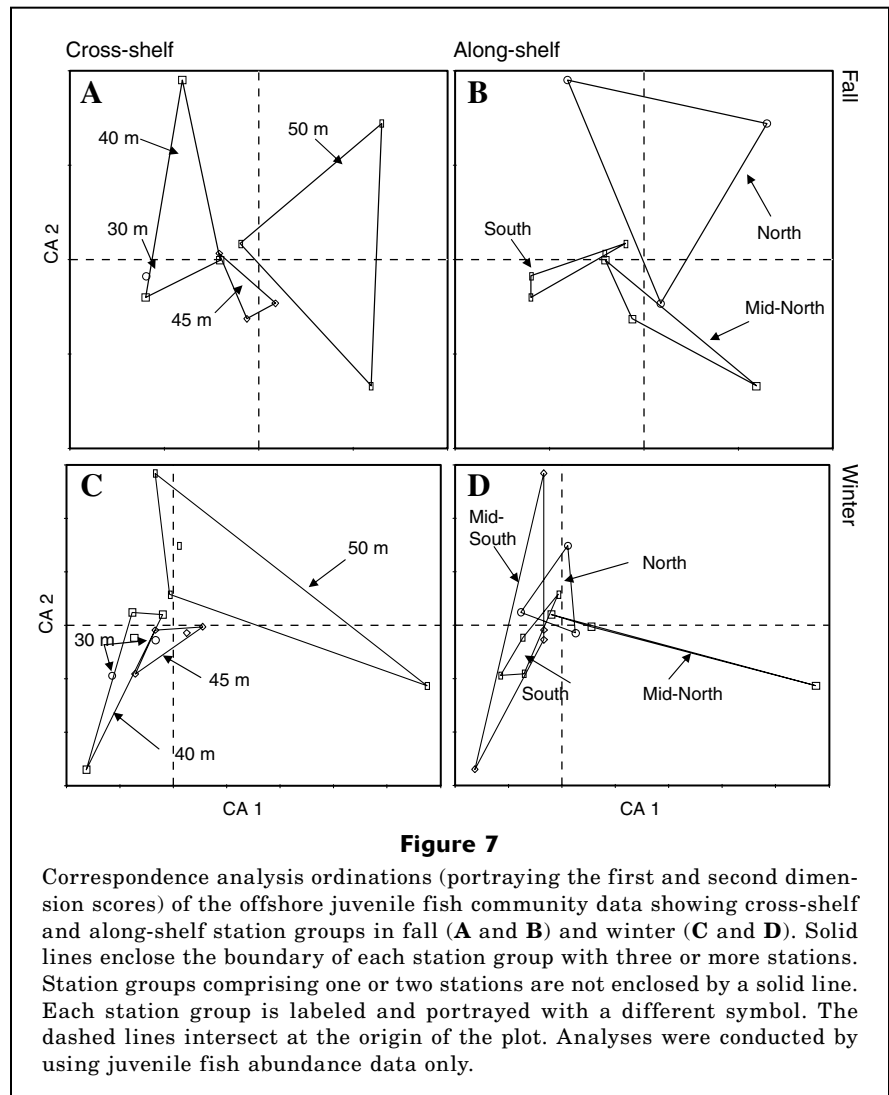 Cross-shelf
Along-shelf
A
40 m
50 m
30 m
45 m
CA 2
B
South
North
Mid-North
Fall
C
50 m
30 m
45 m
40 m
CA 2
CA 1
D
Mid-
South
North
South
Mid-North
CA 1
Winter
Figure 7
Correspondence analysis ordinations (portraying the first and second dimen-
sion scores) of the offshore juvenile fish community data showing cross-shelf
and along-shelf station groups in fall (A and B) and winter (C and D). Solid
lines enclose the boundary of each station group with three or more stations.
Station groups comprising one or two stations are not enclosed by a solid line.
Each station group is labeled and portrayed with a different symbol. The
dashed lines intersect at the origin of the plot. Analyses were conducted by
using juvenile fish abundance data only.